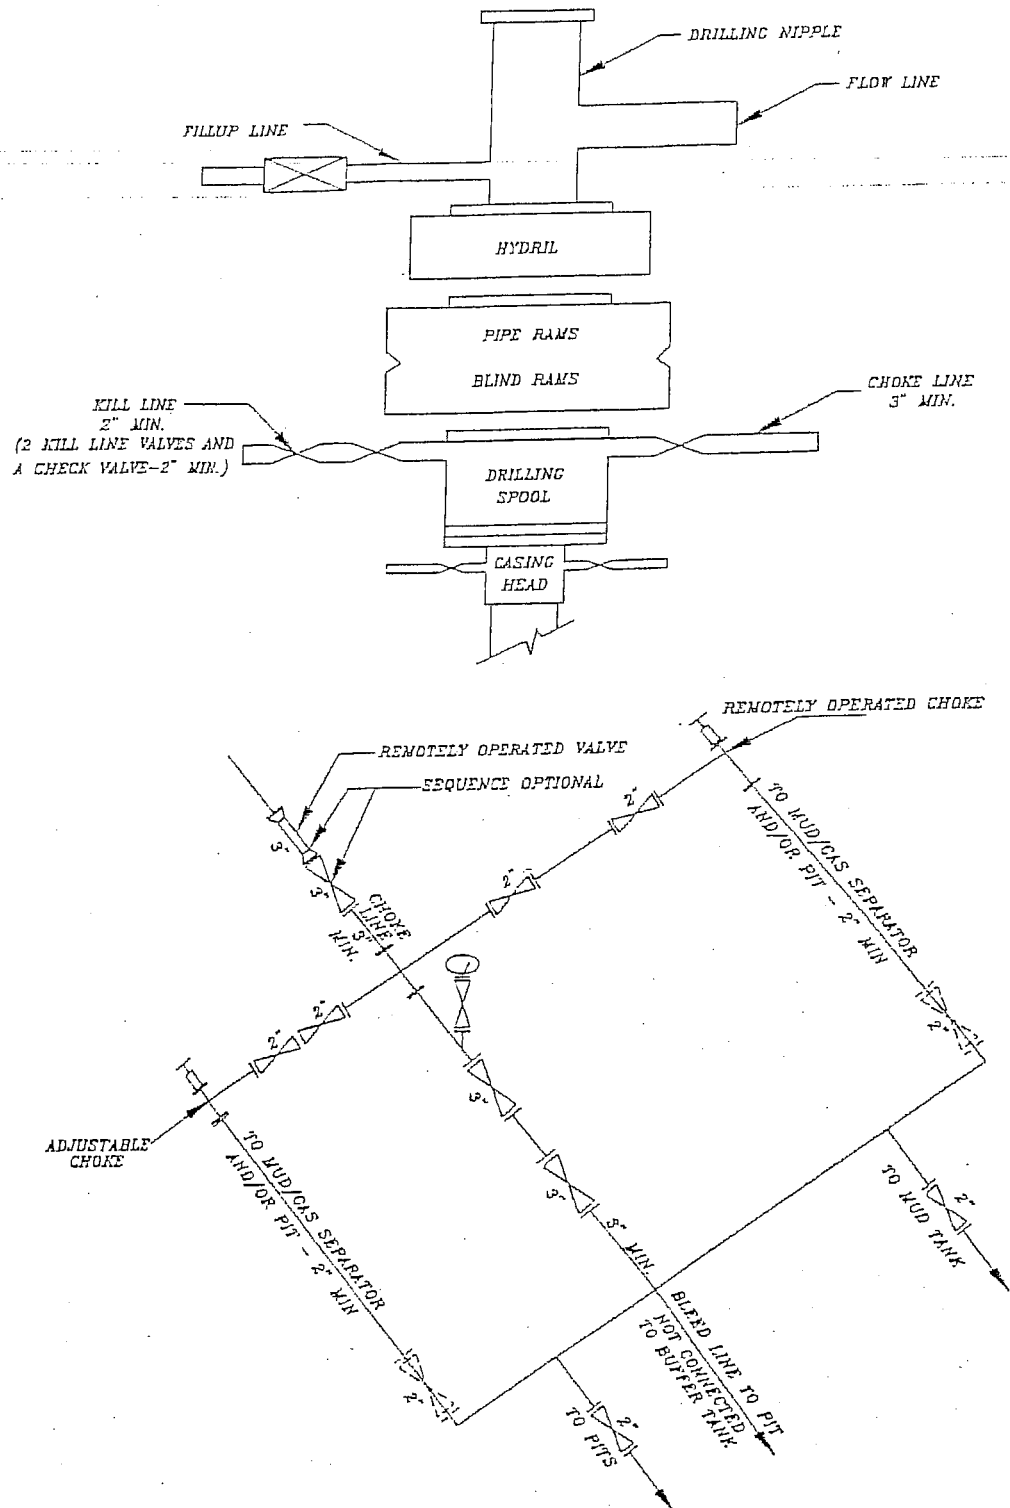 DRILLING NIPPLE
FLOW LINE
FILLUP LINE
HYDRIL
PIPE RAMS
BLIND RAMS
CHOKE LINE
3" MIN.
KILL LINE
2" MIN.
(2 KILL LINE VALVES AND
A CHECK VALVE-2" MIN.)
DRILLING
SPOOL
CASING
HEAD
REMOTELY OPERATED CHOKE
REMOTELY OPERATED VALVE
SEQUENCE OPTIONAL
3"
3"
CHOKE
LINE
3"
MIN.
2"
2"
2"
2"
TO MUD/GAS SEPARATOR
AND/OR PIT - 2" MIN
2"
3"
3"
3" MIN.
ADJUSTABLE
CHOKE
TO MUD/GAS SEPARATOR
AND/OR PIT - 2" MIN
2"
2"
TO MUD TANK
BLEED LINE TO PIT
NOT CONNECTED
TO BUFFER TANK
2"
TO PITS